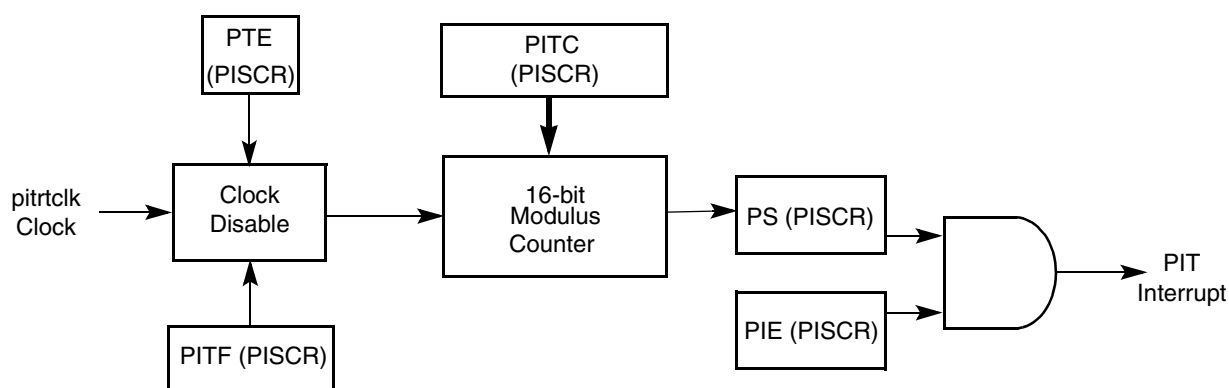 PTE
(PISCR)
PITC
(PISCR)
pitrtclk
Clock
Clock
Disable
16-bit
Modulus
Counter
PS (PISCR)
PIE (PISCR)
PIT
Interrupt
PITF (PISCR)